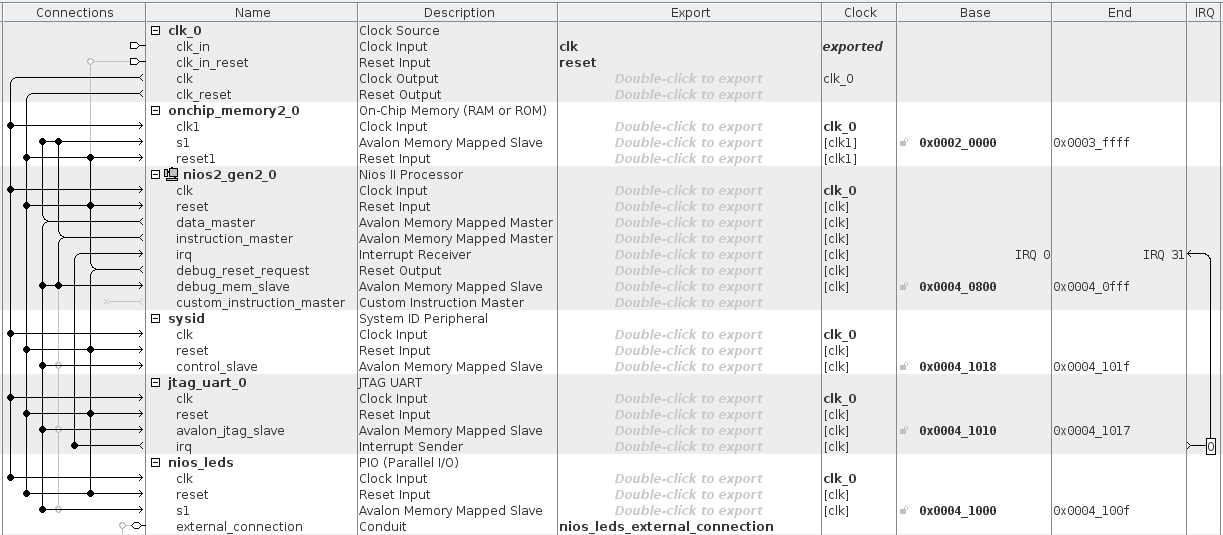 Connections Name Description Export Clock Base End IRQ
clk_0 Clock Source
clk_in Clock Input clk exported
clk_in_reset Reset Input reset
clk Clock Output Double-click to export clk_0
clk_reset Reset Output Double-click to export
onchip_memory2_0 On-Chip Memory (RAM or ROM)
clk1 Clock Input Double-click to export clk_0
s1 Avalon Memory Mapped Slave Double-click to export [clk1] 0x0002_0000 0x0003_ffff
reset1 Reset Input Double-click to export [clk1]
nios2_gen2_0 Nios II Processor
clk Clock Input Double-click to export clk_0
reset Reset Input Double-click to export [clk]
data_master Avalon Memory Mapped Master Double-click to export [clk]
instruction_master Avalon Memory Mapped Master Double-click to export [clk]
irq Interrupt Receiver Double-click to export [clk] IRQ 0 IRQ 31
debug_reset_request Reset Output Double-click to export [clk]
debug_mem_slave Avalon Memory Mapped Slave Double-click to export [clk] 0x0004_0800 0x0004_0fff
custom_instruction_master Custom Instruction Master Double-click to export
sysid System ID Peripheral
clk Clock Input Double-click to export clk_0
reset Reset Input Double-click to export [clk]
control_slave Avalon Memory Mapped Slave Double-click to export [clk] 0x0004_1018 0x0004_101f
jtag_uart_0 JTAG UART
clk Clock Input Double-click to export clk_0
reset Reset Input Double-click to export [clk]
avalon_jtag_slave Avalon Memory Mapped Slave Double-click to export [clk] 0x0004_1010 0x0004_1017
irq Interrupt Sender Double-click to export [clk] 0
nios_leds PIO (Parallel I/O)
clk Clock Input Double-click to export clk_0
reset Reset Input Double-click to export [clk]
s1 Avalon Memory Mapped Slave Double-click to export [clk] 0x0004_1000 0x0004_100f
external_connection Conduit nios_leds_external_connection